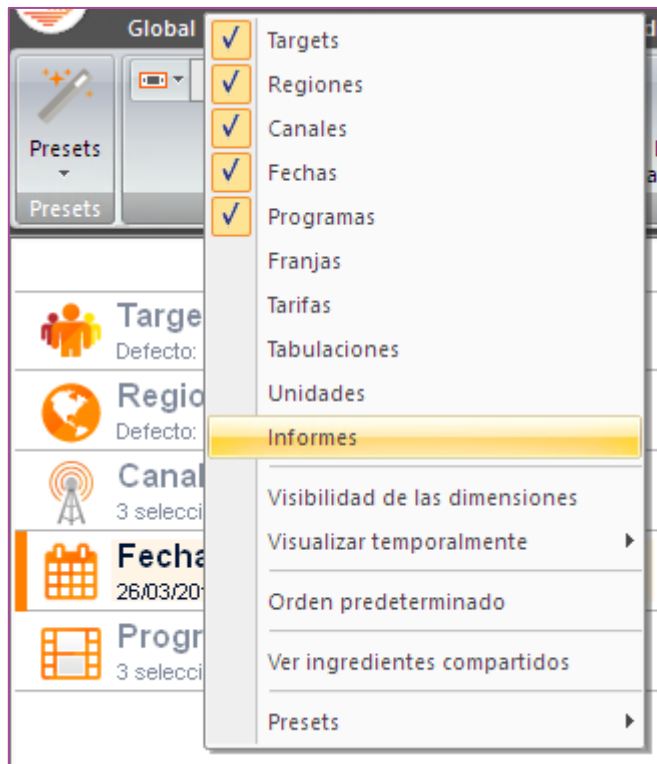 Global
Presets
Presets
Targets
Regiones
Canales
Fechas
Programas
Franjas
Tarifas
Tabulaciones
Unidades
Informes
Visibilidad de las dimensiones
Visualizar temporalmente
Orden predeterminado
Ver ingredientes compartidos
Presets
Targe
Defecto:
Regio
Defecto:
Canal
3 selecci
Fecha
26/03/20
Progr
3 selecci